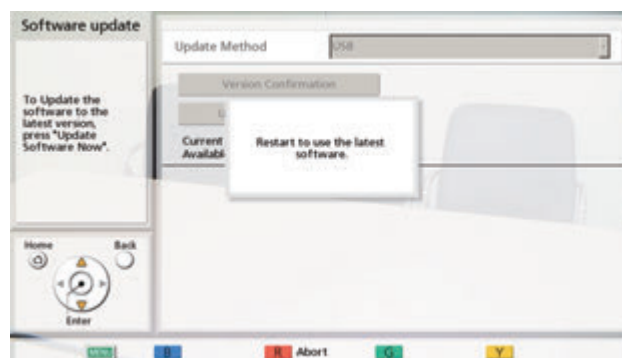 Software update
To Update the
software to the
latest version,
press "Update
Software Now".
Update Method
USB
Version Confirmation
U
Current
Availabl
Restart to use the latest
software.
Home
Back
Enter
MENU
B
R Abort
G
Y